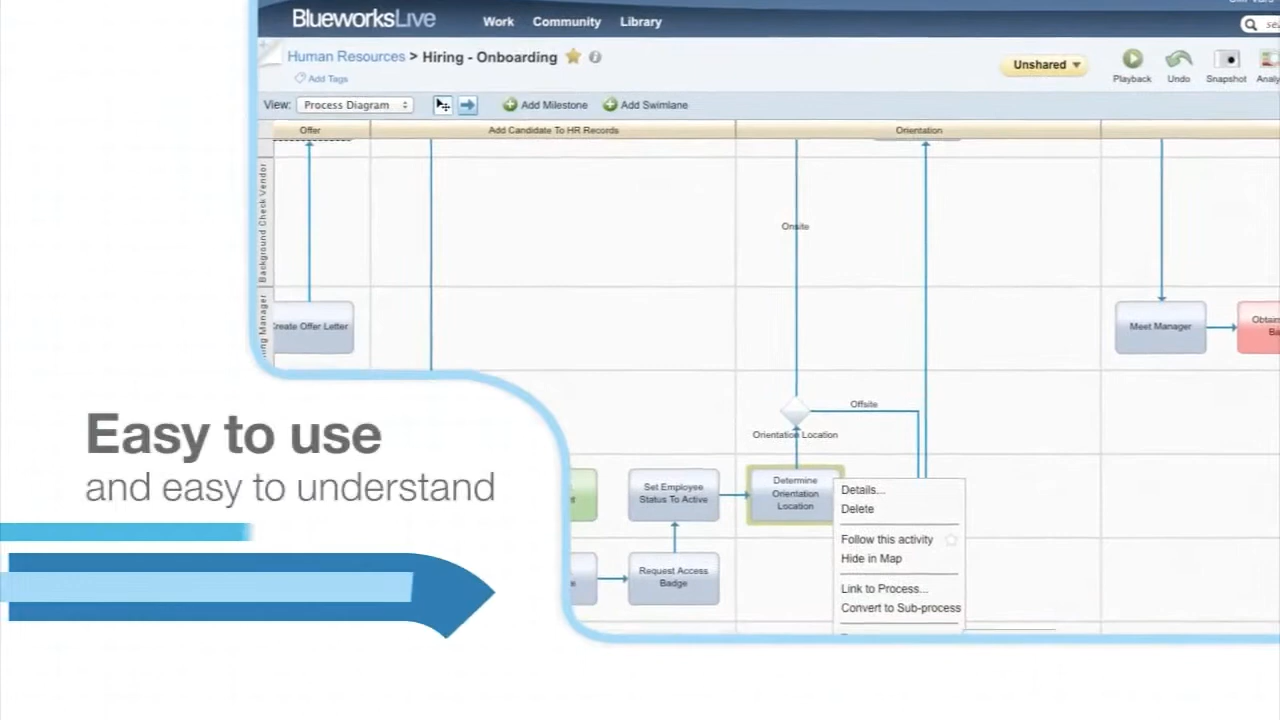 BlueworksLive
Work Community Library
Human Resources > Hiring - Onboarding
Unshared
Add Tags
Playback Undo Snapshot
View: Process Diagram Add Milestone Add Swimlane
Offer Add Candidate To HR Records Orientation
Background Check Vendor
Manager
Onsite
Offer Letter
Meet Manager
Offsite
Orientation Location
Easy to use
and easy to understand
Set Employee
Status To Active
Determine
Orientation
Location
Request Access
Badge
Details...
Delete
Follow this activity
Hide in Map
Link to Process...
Convert to Sub-process